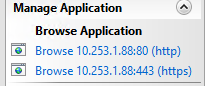 Manage Application
Browse Application
Browse 10.253.1.88:80 (http)
Browse 10.253.1.88:443 (https)